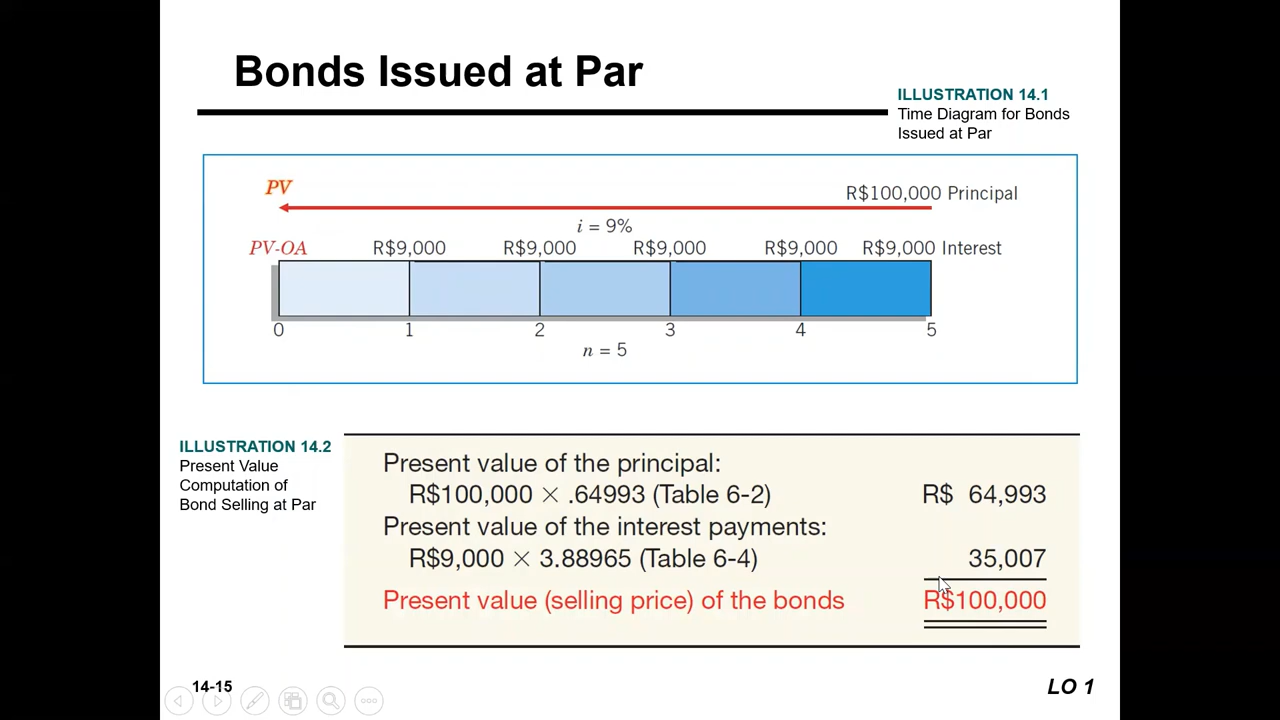 Bonds Issued at Par
ILLUSTRATION 14.1
Time Diagram for Bonds
Issued at Par
PV
R$100,000 Principal
i = 9%
PV-OA R$9,000 R$9,000 R$9,000 R$9,000 R$9,000 Interest
0 1 2 3 4 5
n = 5
ILLUSTRATION 14.2
Present Value
Computation of
Bond Selling at Par
Present value of the principal:
R$100,000 × .64993 (Table 6-2) R$ 64,993
Present value of the interest payments:
R$9,000 × 3.88965 (Table 6-4) 35,007
Present value (selling price) of the bonds R$100,000
14-15
LO 1